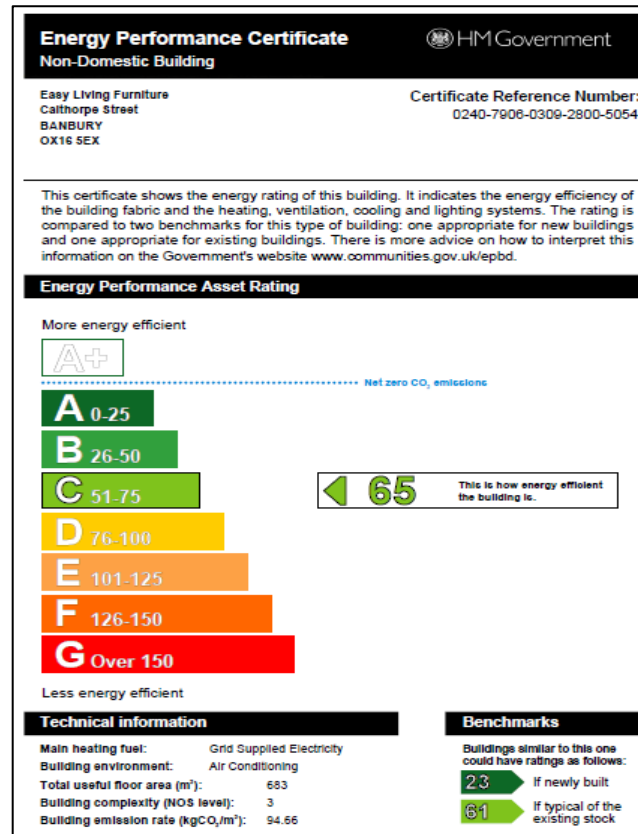 Energy Performance Certificate
HM Government
Non-Domestic Building
Easy Living Furniture
Calthorpe Street
BANBURY
OX16 5EX
Certificate Reference Number:
0240-7906-0309-2800-5054
This certificate shows the energy rating of this building. It indicates the energy efficiency of
the building fabric and the heating, ventilation, cooling and lighting systems. The rating is
compared to two benchmarks for this type of building: one appropriate for new buildings
and one appropriate for existing buildings. There is more advice on how to interpret this
information on the Government's website www.communities.gov.uk/epbd.
Energy Performance Asset Rating
More energy efficient
A+
Net zero CO₂ emissions
A 0-25
B 26-50
C 51-75
65
This is how energy efficient
the building is.
D 76-100
E 101-125
F 126-150
G Over 150
Less energy efficient
Technical information
Main heating fuel: Grid Supplied Electricity
Building environment: Air Conditioning
Total useful floor area (m²): 683
Building complexity (NOS level): 3
Building emission rate (kgCO₂/m²): 94.66
Benchmarks
Buildings similar to this one
could have ratings as follows:
23 If newly built
61 If typical of the
existing stock